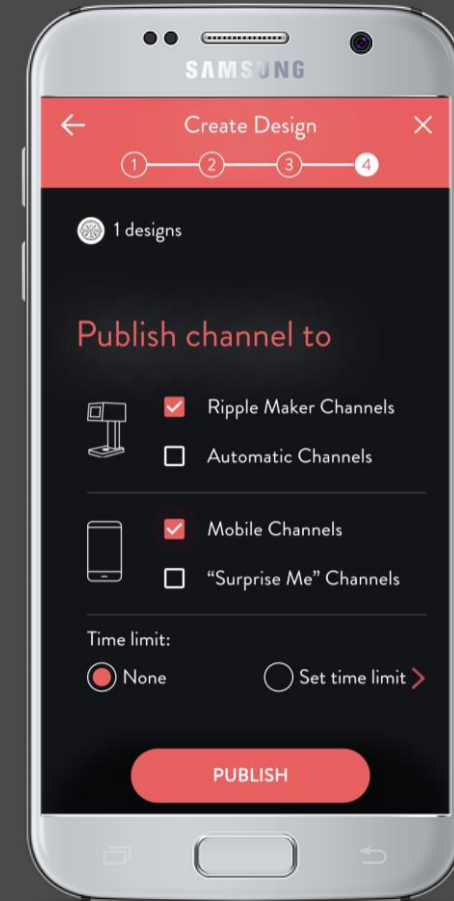 SAMSUNG
Create Design
1 2 3 4
1 designs
Publish channel to
Ripple Maker Channels
Automatic Channels
Mobile Channels
“Surprise Me” Channels
Time limit:
None Set time limit
PUBLISH